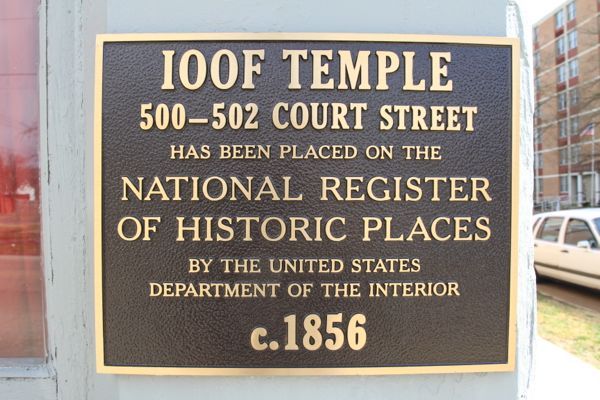 IOOF TEMPLE
500–502 COURT STREET
HAS BEEN PLACED ON THE
NATIONAL REGISTER
OF HISTORIC PLACES
BY THE UNITED STATES
DEPARTMENT OF THE INTERIOR
c.1856